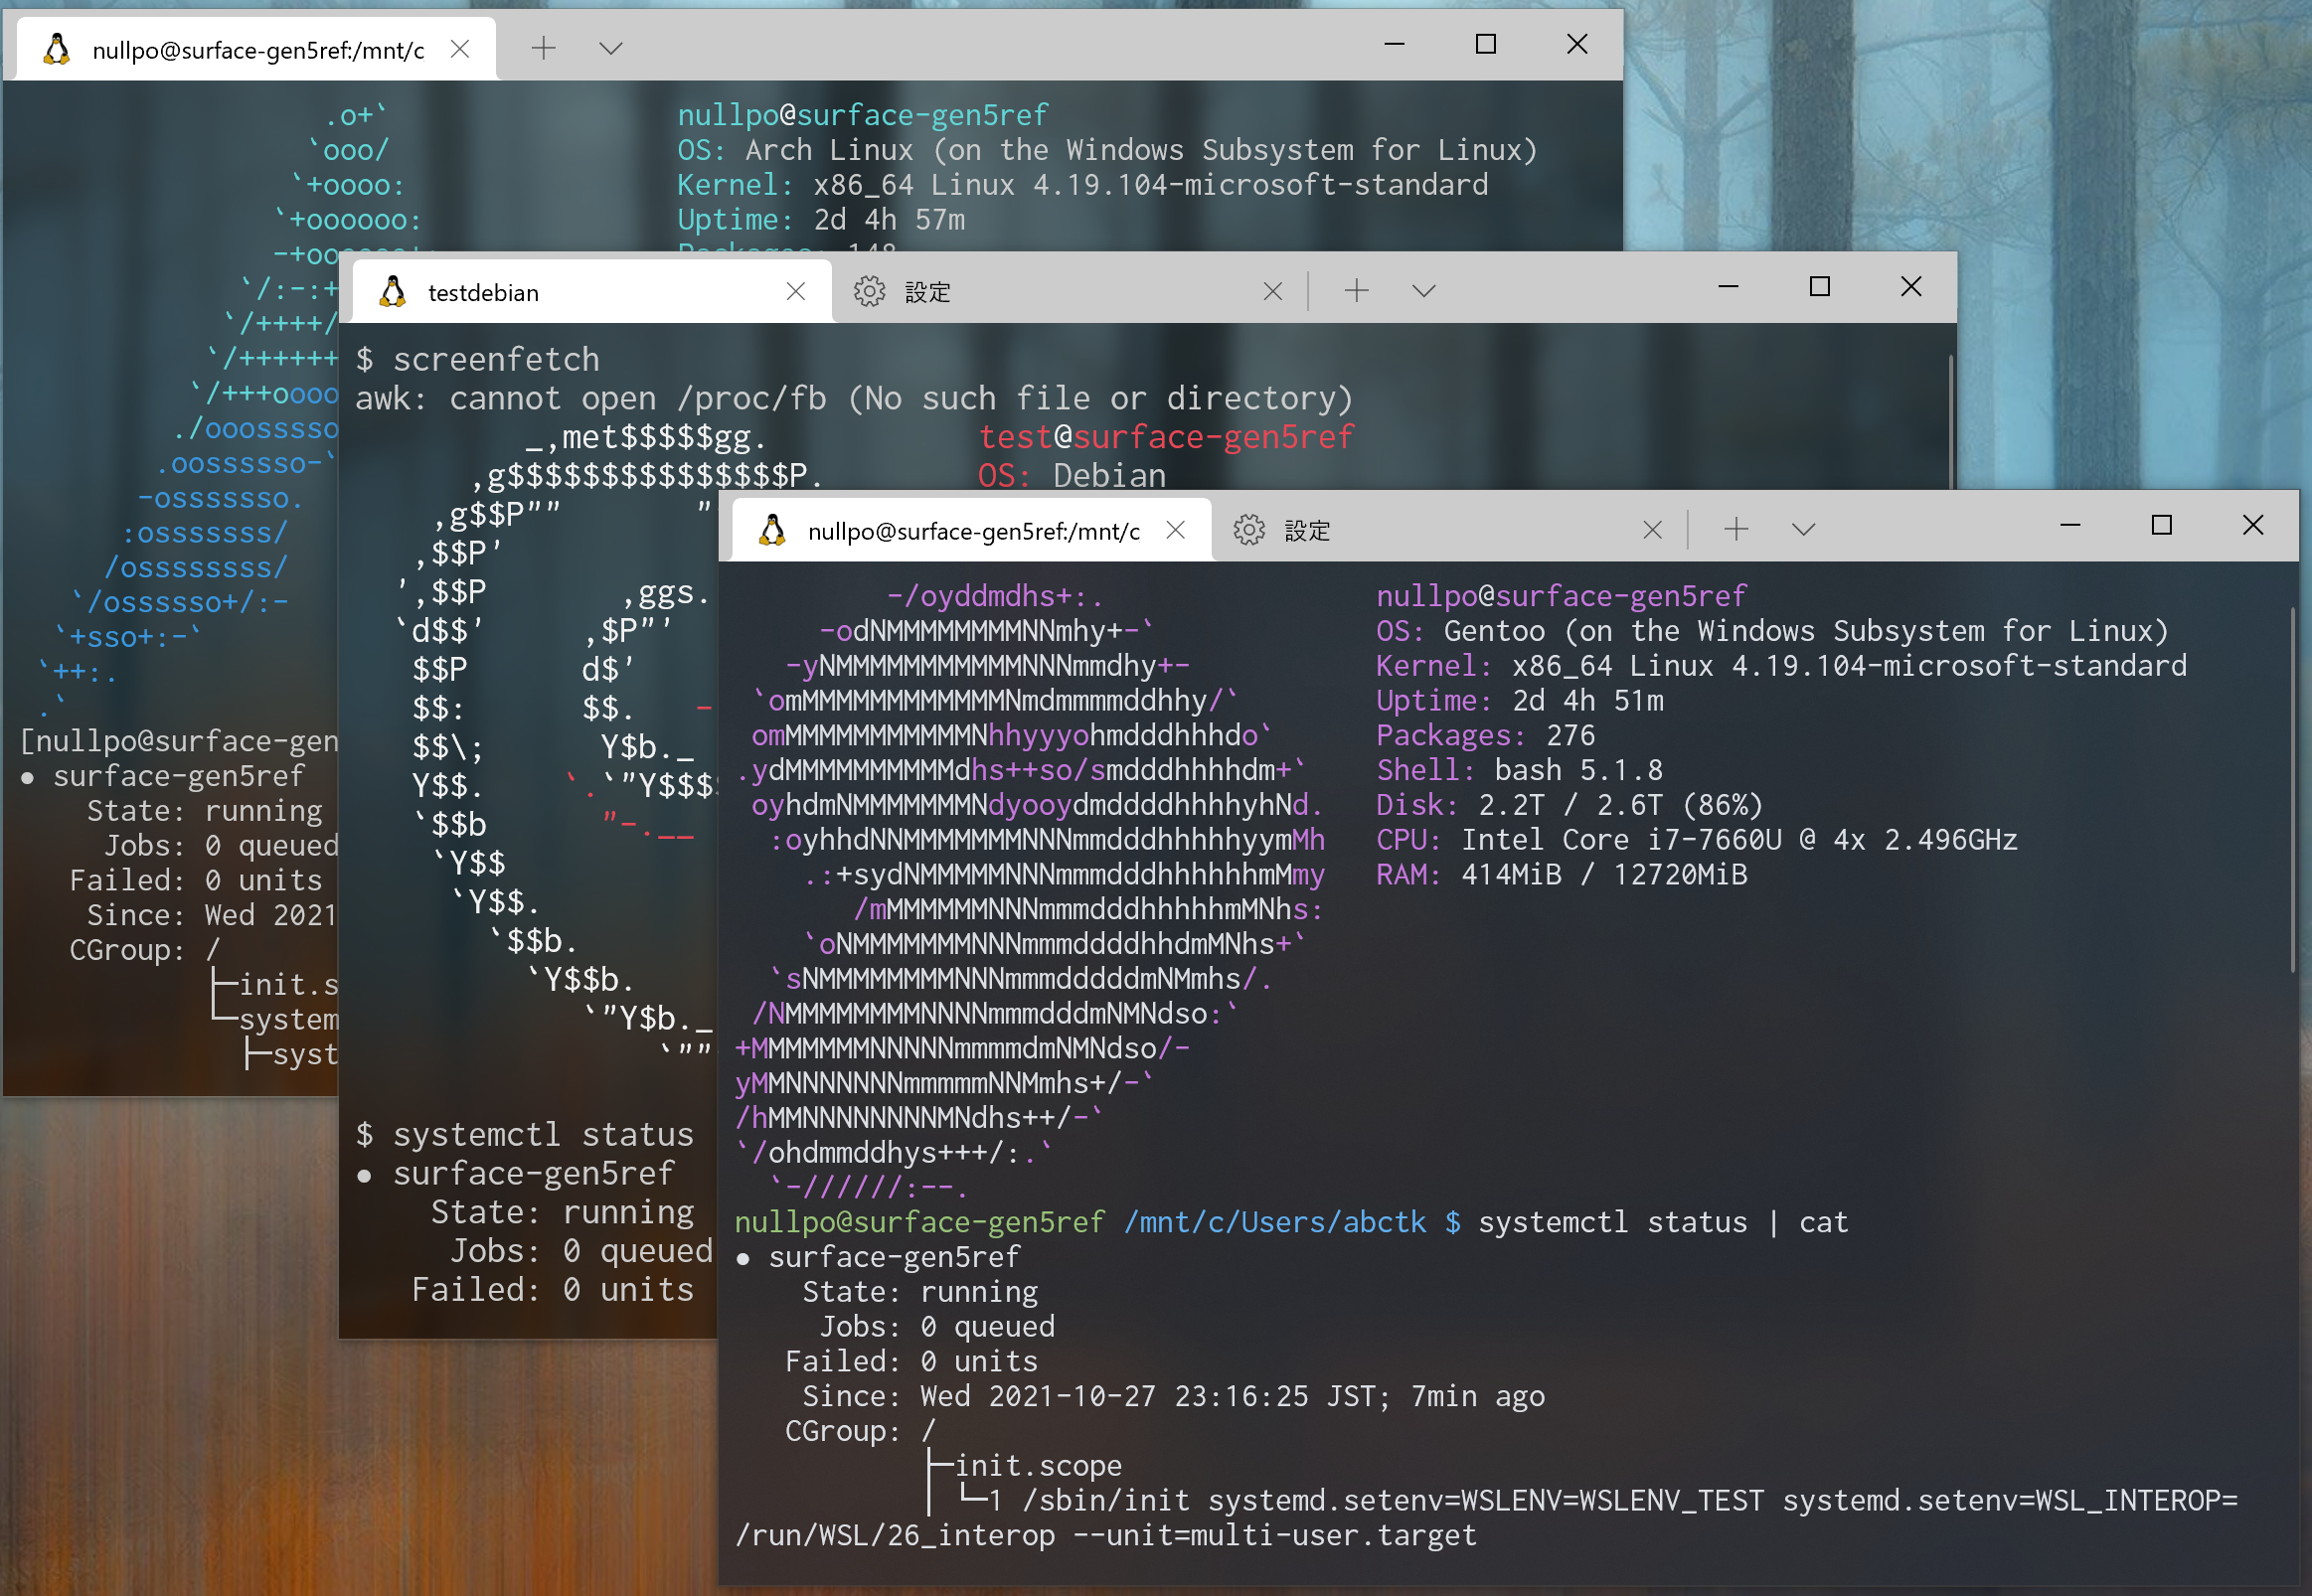 nullpo@surface-gen5ref:/mnt/c
.o+`
`ooo/
`+oooo:
`+oooooo:
-+oo
`/:-:+
`/++++/
`/++++++
`/+++oooo
./ooosssso
.oossssso-`
-osssssso.
:osssssss/
/ossssssss/
`/ossssso+/:-
`+sso+:-`
`++:.
.`
nullpo@surface-gen5ref
OS: Arch Linux (on the Windows Subsystem for Linux)
Kernel: x86_64 Linux 4.19.104-microsoft-standard
Uptime: 2d 4h 57m
Packages: 148
[nullpo@surface-gen
● surface-gen5ref
State: running
Jobs: 0 queued
Failed: 0 units
Since: Wed 2021
CGroup: /
├─init.s
└─system
├─syst
testdebian
設定
$ screenfetch
awk: cannot open /proc/fb (No such file or directory)
_,met$$$$$gg.
,g$$$$$$$$$$$$$$$P.
,g$$P"" "
,$$P'
',$$P ,ggs.
`d$$' ,$P"'
$$P d$'
$$: $$. -
$$\; Y$b._
Y$$. `.`"Y$$$
`$$b "-.__
`Y$$
`Y$$.
`$$b.
`Y$$b.
`"Y$b._
`""
test@surface-gen5ref
OS: Debian
$ systemctl status
● surface-gen5ref
State: running
Jobs: 0 queued
Failed: 0 units
nullpo@surface-gen5ref:/mnt/c
設定
-/oyddmdhs+:.
-odNMMMMMMMMNNmhy+-`
-yNMMMMMMMMMMMNNNmmdhy+-
`omMMMMMMMMMMMMNmdmmmmddhhy/`
omMMMMMMMMMMMNhhyyyohmdddhhhdo`
.ydMMMMMMMMMMdhs++so/smdddhhhhdm+`
oyhdmNMMMMMMMNdyooydmddddhhhhyhNd.
:oyhhdNNMMMMMMMNNNmmdddhhhhhyymMh
.:+sydNMMMMMNNNmmmdddhhhhhhmMmy
/mMMMMMMNNNmmmdddhhhhhmMNhs:
`oNMMMMMMMNNNmmmddddhhdmMNhs+`
`sNMMMMMMMMNNNmmmdddddmNMmhs/.
/NMMMMMMMMNNNNmmmdddmNMNdso:`
+MMMMMMMNNNNNmmmmdmNMNdso/-
yMMNNNNNNNmmmmmNNMmhs+/-`
/hMMNNNNNNNNMNdhs++/-`
`/ohdmmddhys+++/:.`
`-//////:--.
nullpo@surface-gen5ref
OS: Gentoo (on the Windows Subsystem for Linux)
Kernel: x86_64 Linux 4.19.104-microsoft-standard
Uptime: 2d 4h 51m
Packages: 276
Shell: bash 5.1.8
Disk: 2.2T / 2.6T (86%)
CPU: Intel Core i7-7660U @ 4x 2.496GHz
RAM: 414MiB / 12720MiB
nullpo@surface-gen5ref /mnt/c/Users/abctk $ systemctl status | cat
● surface-gen5ref
State: running
Jobs: 0 queued
Failed: 0 units
Since: Wed 2021-10-27 23:16:25 JST; 7min ago
CGroup: /
├─init.scope
│ └─1 /sbin/init systemd.setenv=WSLENV=WSLENV_TEST systemd.setenv=WSL_INTEROP=
/run/WSL/26_interop --unit=multi-user.target